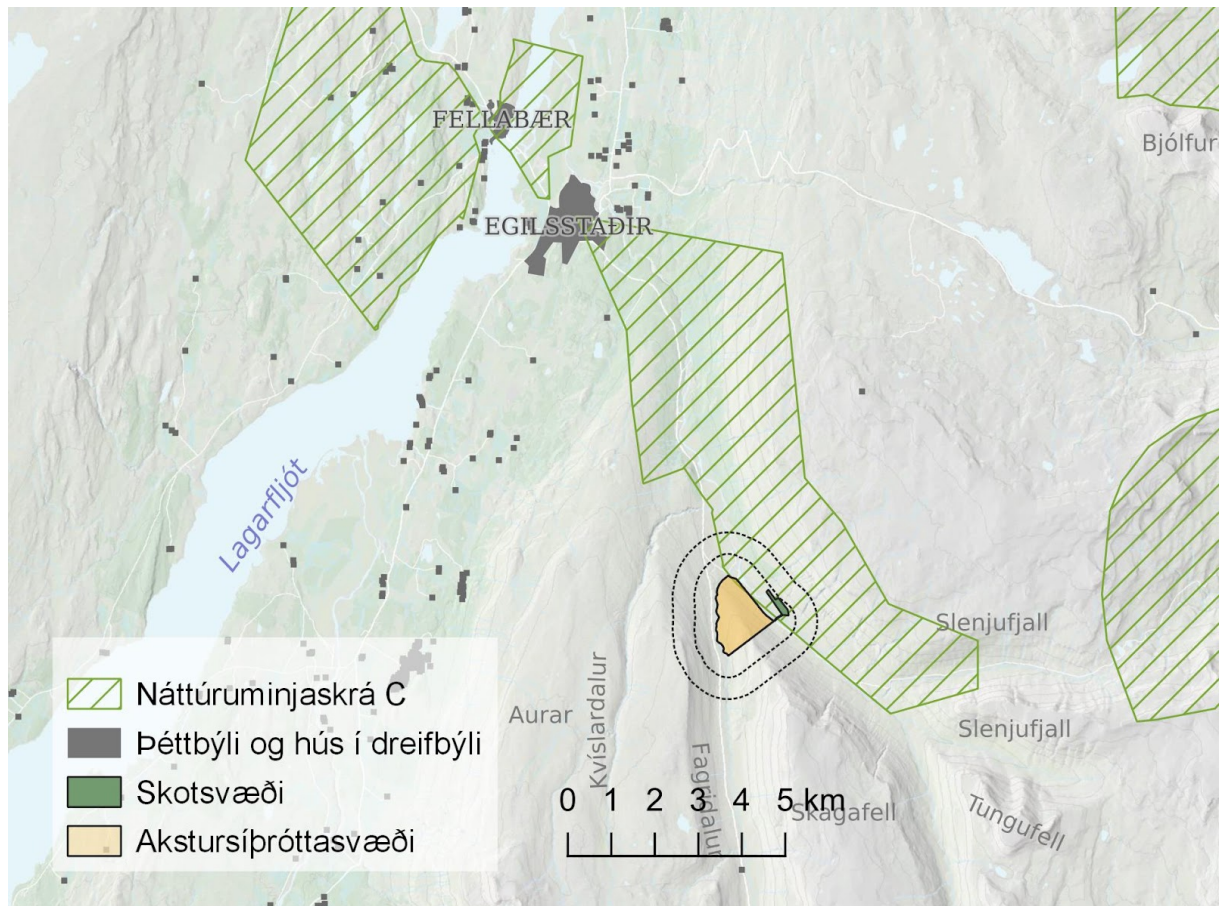 FELLABÆR
Bjólfur
EGILSSTAÐIR
Lagarfljót
Slenjufjall
Náttúruminjaskrá C
Þéttbýli og hús í dreifbýli
Skotsvæði
Akstursíþróttasvæði
Aurar
Kvíslardalur
Fagridalur
Slenjufjall
Skagafell
Tungufell
0 1 2 3 4 5 km